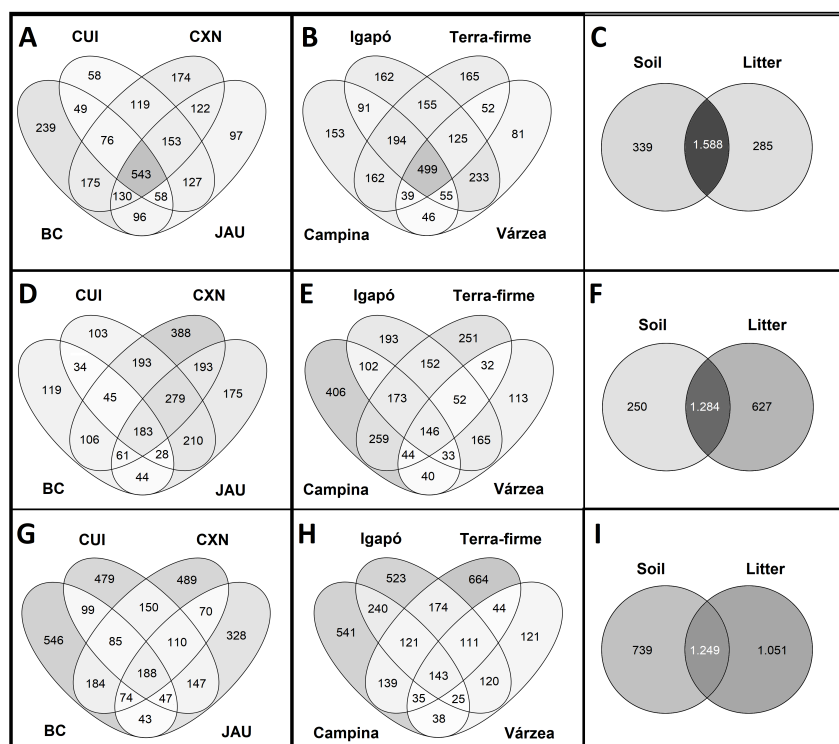 A CUI CXN
58 174
49 119 122
239 76 153 97
543
175 127
130 58
96
BC JAU
B Igapó Terra-firme
162 165
91 155 52
153 194 125 81
499
162 233
39 55
46
Campina Várzea
C
Soil Litter
339 1.588 285
D CUI CXN
103 388
34 193 193
119 45 279 175
183
106 210
61 28
44
BC JAU
E Igapó Terra-firme
193 251
102 152 32
406 173 52 113
146
259 165
44 33
40
Campina Várzea
F
Soil Litter
250 1.284 627
G CUI CXN
479 489
99 150 70
546 85 110 328
188
184 147
74 47
43
BC JAU
H Igapó Terra-firme
523 664
240 174 44
541 121 111 121
143
139 120
35 25
38
Campina Várzea
I
Soil Litter
739 1.249 1.051